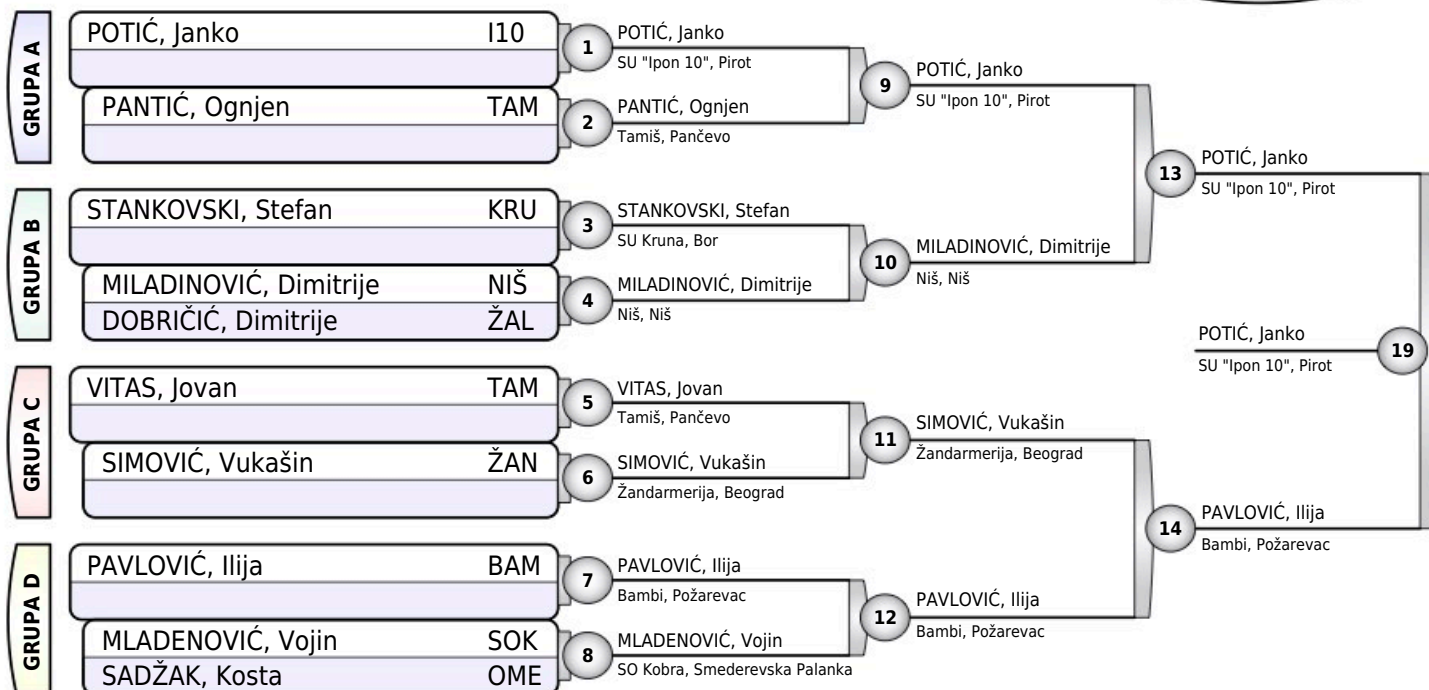 GRUPA A
POTIĆ, Janko I10
PANTIĆ, Ognjen TAM
1
POTIĆ, Janko
SU "Ipon 10", Pirot
2
PANTIĆ, Ognjen
Tamiš, Pančevo
9
POTIĆ, Janko
SU "Ipon 10", Pirot
GRUPA B
STANKOVSKI, Stefan KRU
MILADINOVIĆ, Dimitrije NIŠ
DOBRIČIĆ, Dimitrije ŽAL
3
STANKOVSKI, Stefan
SU Kruna, Bor
4
MILADINOVIĆ, Dimitrije
Niš, Niš
10
MILADINOVIĆ, Dimitrije
Niš, Niš
13
POTIĆ, Janko
SU "Ipon 10", Pirot
GRUPA C
VITAS, Jovan TAM
SIMOVIĆ, Vukašin ŽAN
5
VITAS, Jovan
Tamiš, Pančevo
6
SIMOVIĆ, Vukašin
Žandarmerija, Beograd
11
SIMOVIĆ, Vukašin
Žandarmerija, Beograd
GRUPA D
PAVLOVIĆ, Ilija BAM
MLADENOVIĆ, Vojin SOK
SADŽAK, Kosta OME
7
PAVLOVIĆ, Ilija
Bambi, Požarevac
8
MLADENOVIĆ, Vojin
SO Kobra, Smederevska Palanka
12
PAVLOVIĆ, Ilija
Bambi, Požarevac
14
PAVLOVIĆ, Ilija
Bambi, Požarevac
POTIĆ, Janko
SU "Ipon 10", Pirot
19